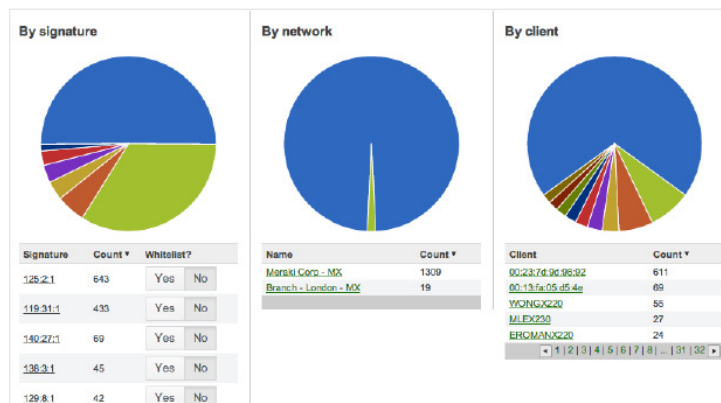 By signature
By network
By client
Signature Count ▼ Whitelist?
125:2:1 643 Yes No
119:31:1 433 Yes No
140:27:1 69 Yes No
138:3:1 45 Yes No
129:8:1 42 Yes No
Name Count ▼
Meraki Corp - MX 1309
Branch - London - MX 19
Client Count ▼
00:23:7d:9d:96:92 611
00:13:fa:05:d5:4e 69
WONGX220 55
MLEX230 27
EROMANX220 24
◄ 1 | 2 | 3 | 4 | 5 | 6 | 7 | 8 | ... | 31 | 32 ►